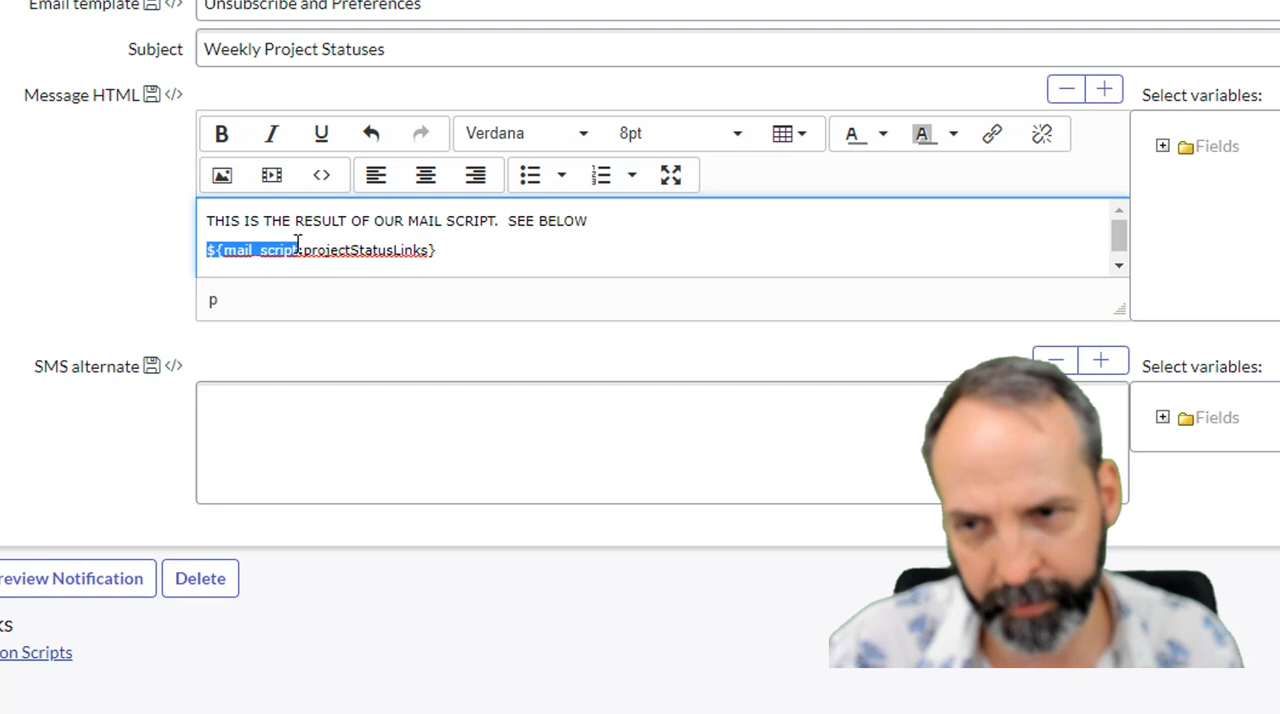 Email template
Unsubscribe and Preferences
Subject
Weekly Project Statuses
Message HTML
Select variables:
B I U Verdana 8pt A A
Fields
THIS IS THE RESULT OF OUR MAIL SCRIPT. SEE BELOW
${mail_script:projectStatusLinks}
p
SMS alternate
Select variables:
Fields
review Notification
Delete
ks
on Scripts